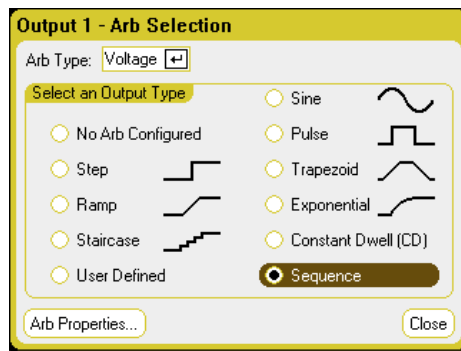 Output 1 - Arb Selection
Arb Type: Voltage
Select an Output Type
No Arb Configured
Step
Ramp
Staircase
User Defined
Sine
Pulse
Trapezoid
Exponential
Constant Dwell (CD)
Sequence
Arb Properties...
Close